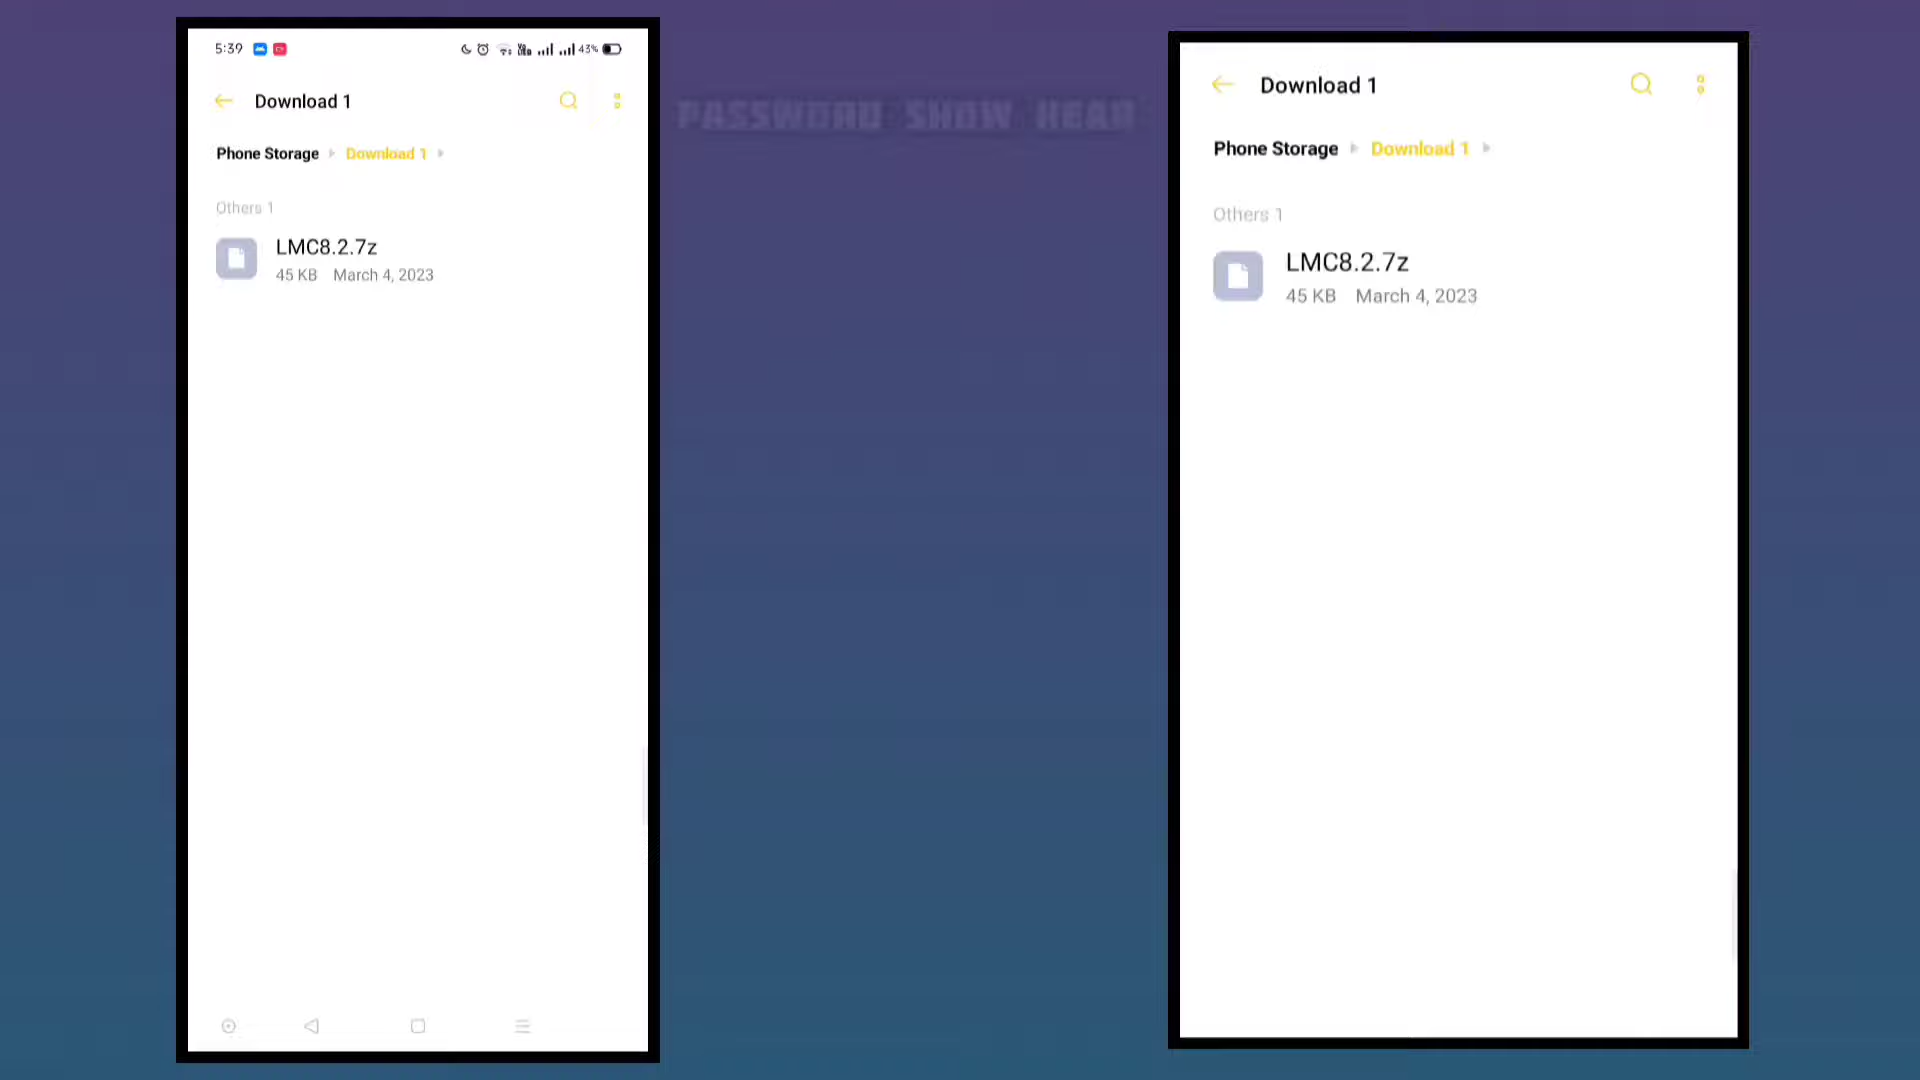 5:39
43%
Download 1
Phone Storage Download 1
Others 1
LMC8.2.7z
45 KB March 4, 2023
PASSWORD SHOW HEAR
Download 1
Phone Storage Download 1
Others 1
LMC8.2.7z
45 KB March 4, 2023